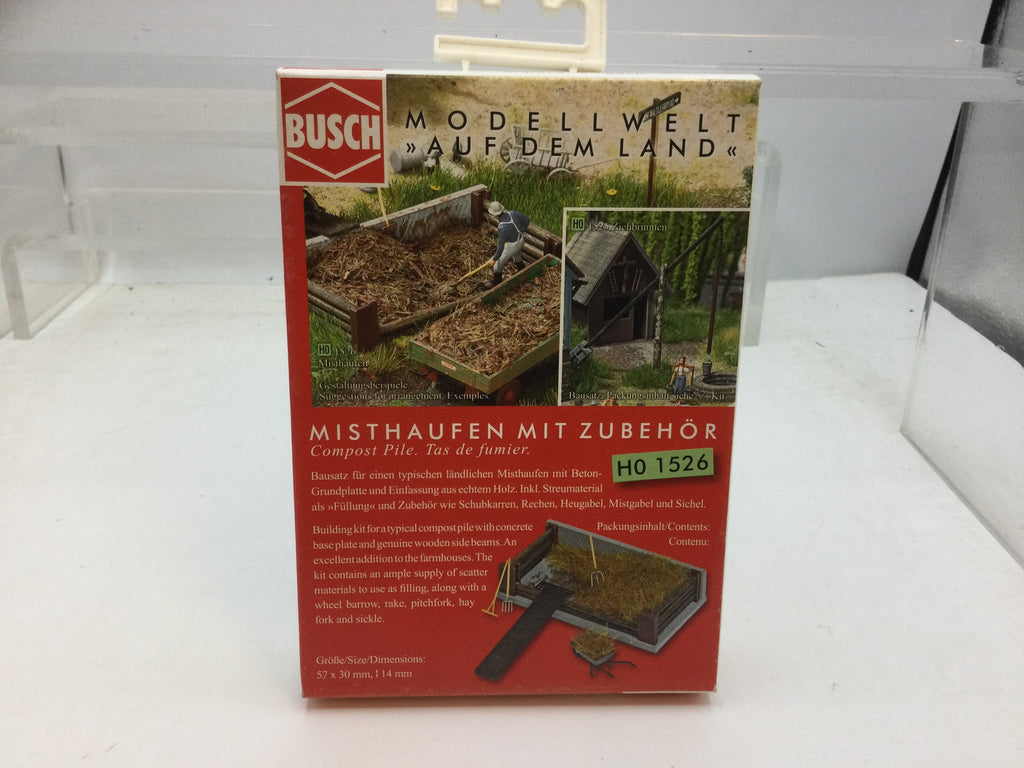 BUSCH
MODELLWELT
»AUF DEM LAND«
H0 1524 Ziehbrunnen
H0 1526
Misthaufen
Gestaltungsbeispiele
Suggestions for arrangement. Exemples.
Bausatz. Packungsinhalt siehe
MISTHAUFEN MIT ZUBEHÖR
Compost Pile. Tas de fumier.
H0 1526
Bausatz für einen typischen ländlichen Misthaufen mit Beton-
Grundplatte und Einfassung aus echtem Holz. Inkl. Streumaterial
als »Füllung« und Zubehör wie Schubkarren, Rechen, Heugabel, Mistgabel und Sichel.
Building kit for a typical compost pile with concrete
base plate and genuine wooden side beams. An
excellent addition to the farmhouses. The
kit contains an ample supply of scatter
materials to use as filling, along with a
wheel barrow, rake, pitchfork, hay
fork and sickle.
Packungsinhalt/Contents:
Contenu:
Größe/Size/Dimensions:
57 x 30 mm, I 14 mm